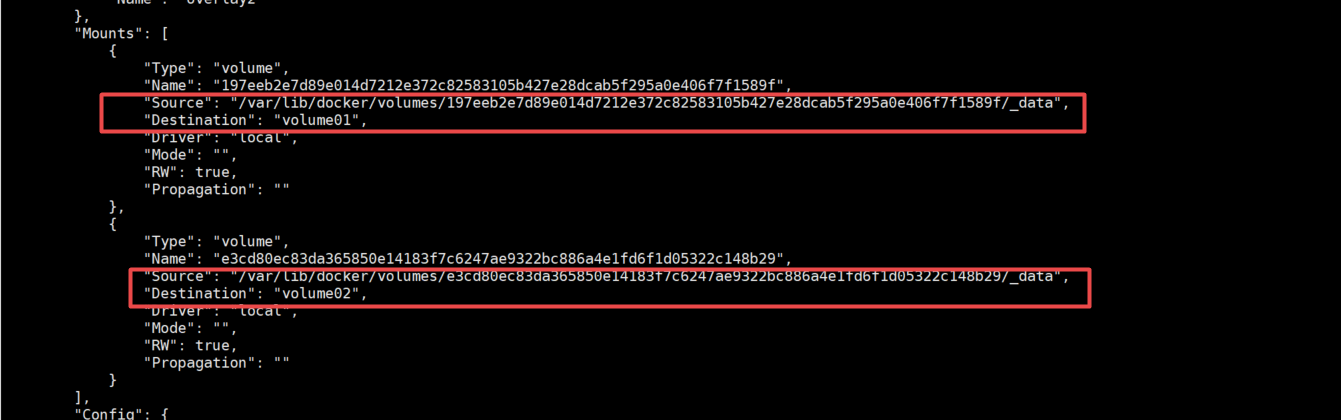 "Name": "overlay2"
},
"Mounts": [
{
"Type": "volume",
"Name": "197eeb2e7d89e014d7212e372c82583105b427e28dcab5f295a0e406f7f1589f",
"Source": "/var/lib/docker/volumes/197eeb2e7d89e014d7212e372c82583105b427e28dcab5f295a0e406f7f1589f/_data",
"Destination": "volume01",
"Driver": "local",
"Mode": "",
"RW": true,
"Propagation": ""
},
{
"Type": "volume",
"Name": "e3cd80ec83da365850e14183f7c6247ae9322bc886a4e1fd6f1d05322c148b29",
"Source": "/var/lib/docker/volumes/e3cd80ec83da365850e14183f7c6247ae9322bc886a4e1fd6f1d05322c148b29/_data",
"Destination": "volume02",
"Driver": "local",
"Mode": "",
"RW": true,
"Propagation": ""
}
],
"Config": {